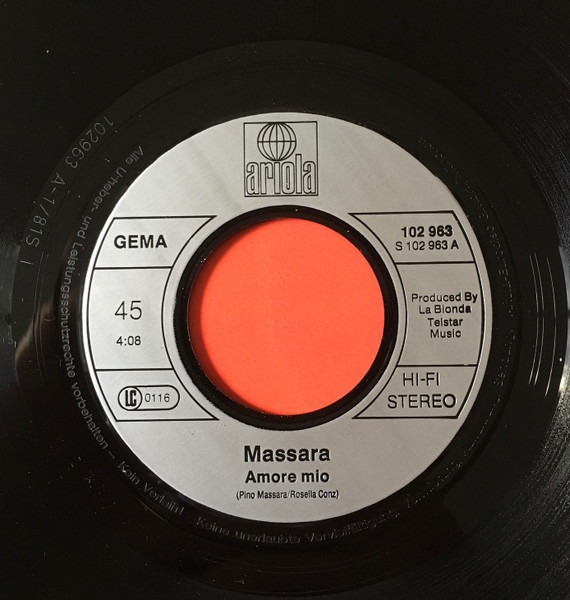 ariola
GEMA
102 963
S 102 963 A
45
4:08
Produced By
La Bionda
Telstar
Music
LC 0116
HI-FI
STEREO
Massara
Amore mio
(Pino Massara/Rosella Conz)
102963 A-1/81S
Alle Urheber- und Leistungsschutzrechte vorbehalten – Kein Verleih! Keine unerlaubte Vervielfältigung,